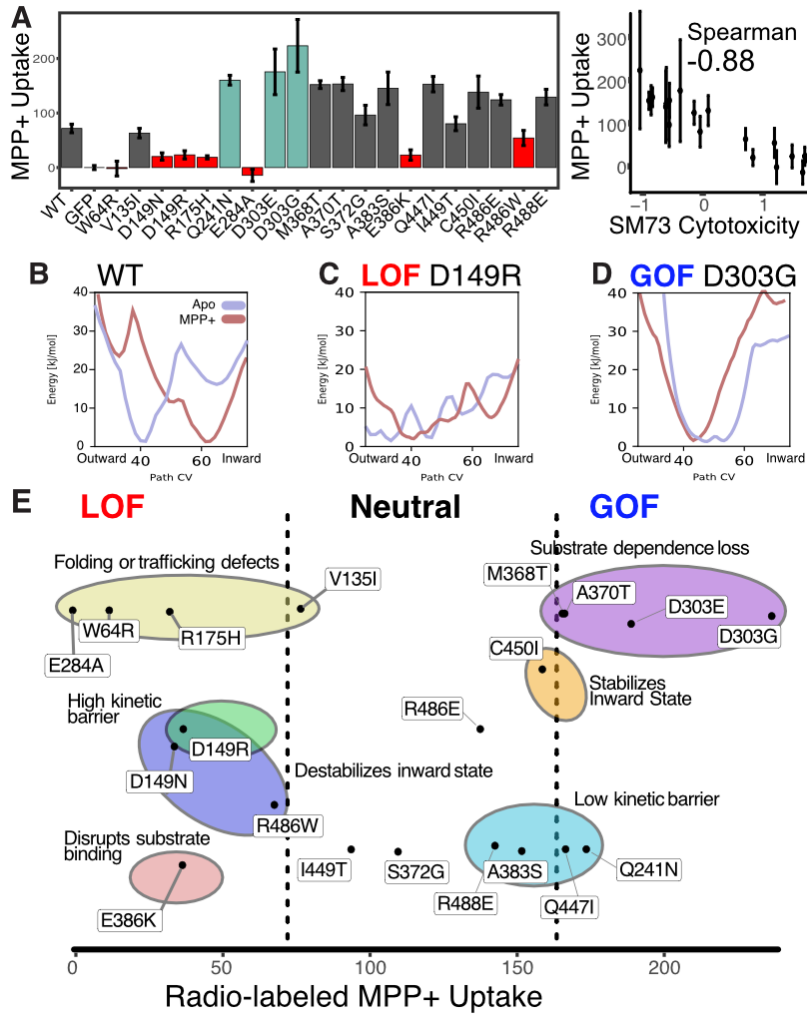 A
MPP+ Uptake
200
100
0
WT
GFP
W64R
V135I
D149N
D149R
R175H
Q241N
E284A
D303E
D303G
M368T
A370T
S372G
A383S
E386K
Q447I
I449T
C450I
R486E
R486W
R488E
MPP+ Uptake
300
200
100
0
Spearman
-0.88
−1
0
1
SM73 Cytotoxicity
B
WT
Energy [kJ/mol]
40
30
20
10
0
Apo
MPP+
Outward 40 60 Inward
Path CV
C
LOF D149R
Energy [kJ/mol]
40
30
20
10
0
Outward 40 60 Inward
Path CV
D
GOF D303G
Energy [kJ/mol]
40
30
20
10
0
Outward 40 60 Inward
Path CV
E
LOF Neutral GOF
Folding or trafficking defects
V135I
W64R
R175H
E284A
Substrate dependence loss
M368T
A370T
D303E
D303G
C450I
Stabilizes
Inward State
High kinetic
barrier
D149R
D149N
R486W
R486E
Destabilizes inward state
Low kinetic barrier
Disrupts substrate
binding
E386K
I449T
S372G
R488E
A383S
Q447I
Q241N
0 50 100 150 200
Radio-labeled MPP+ Uptake